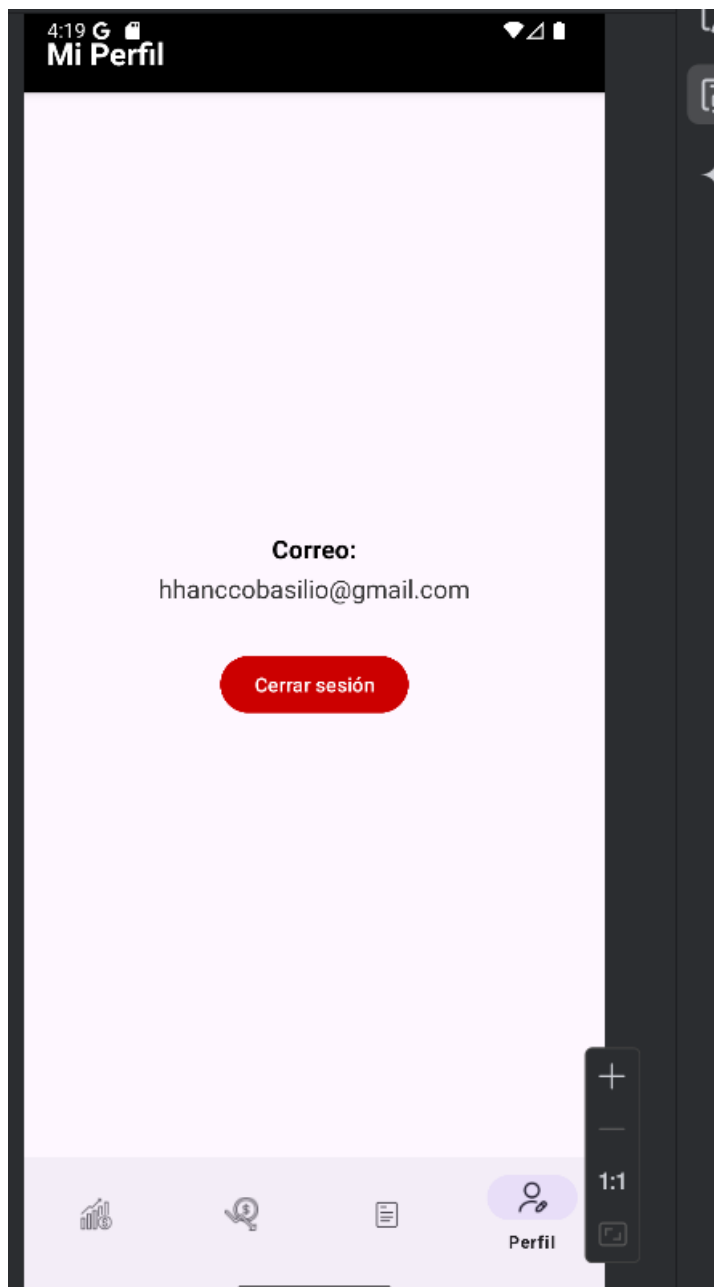 4:19 G
Mi Perfil
Correo:
hhanccobasilio@gmail.com
Cerrar sesión
1:1
Perfil